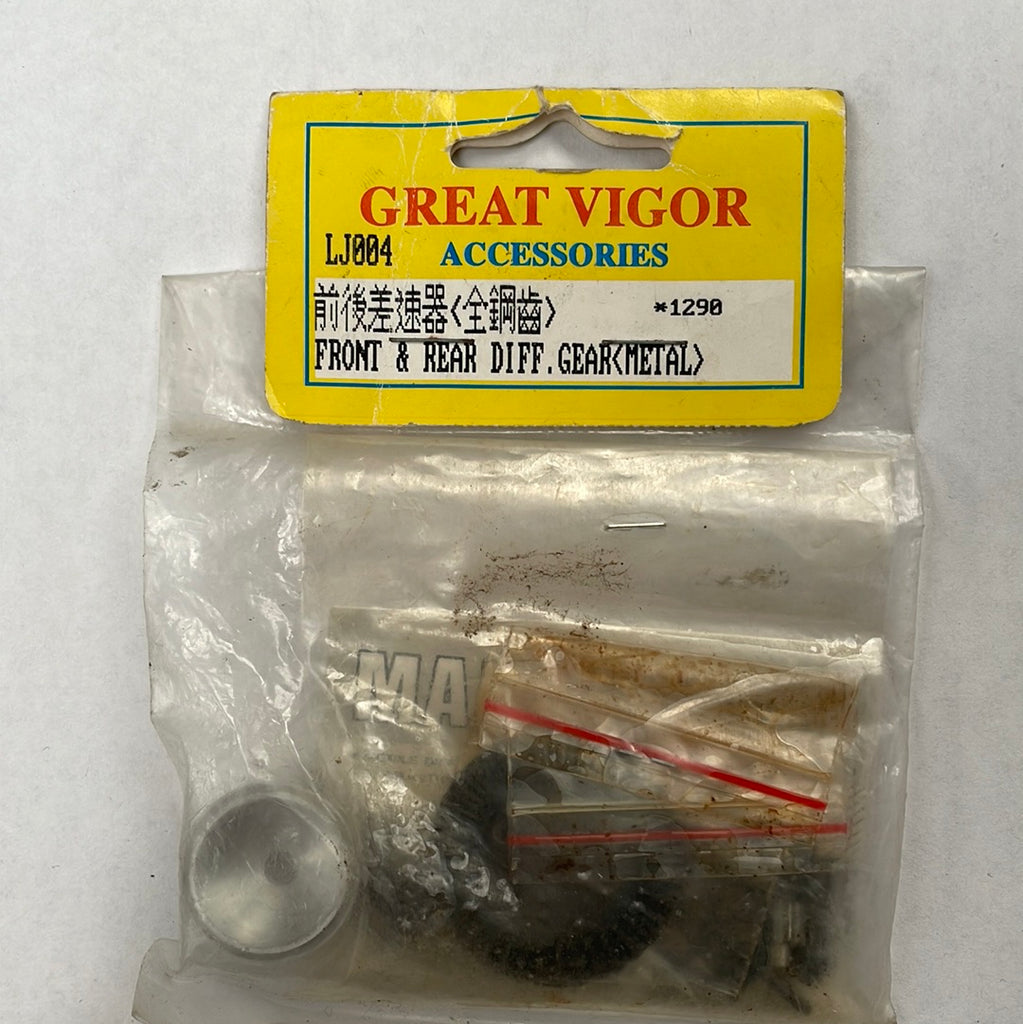 GREAT VIGOR
LJ004 ACCESSORIES
前後差速器<全鋼齒> *1290
FRONT & REAR DIFF.GEAR<METAL>